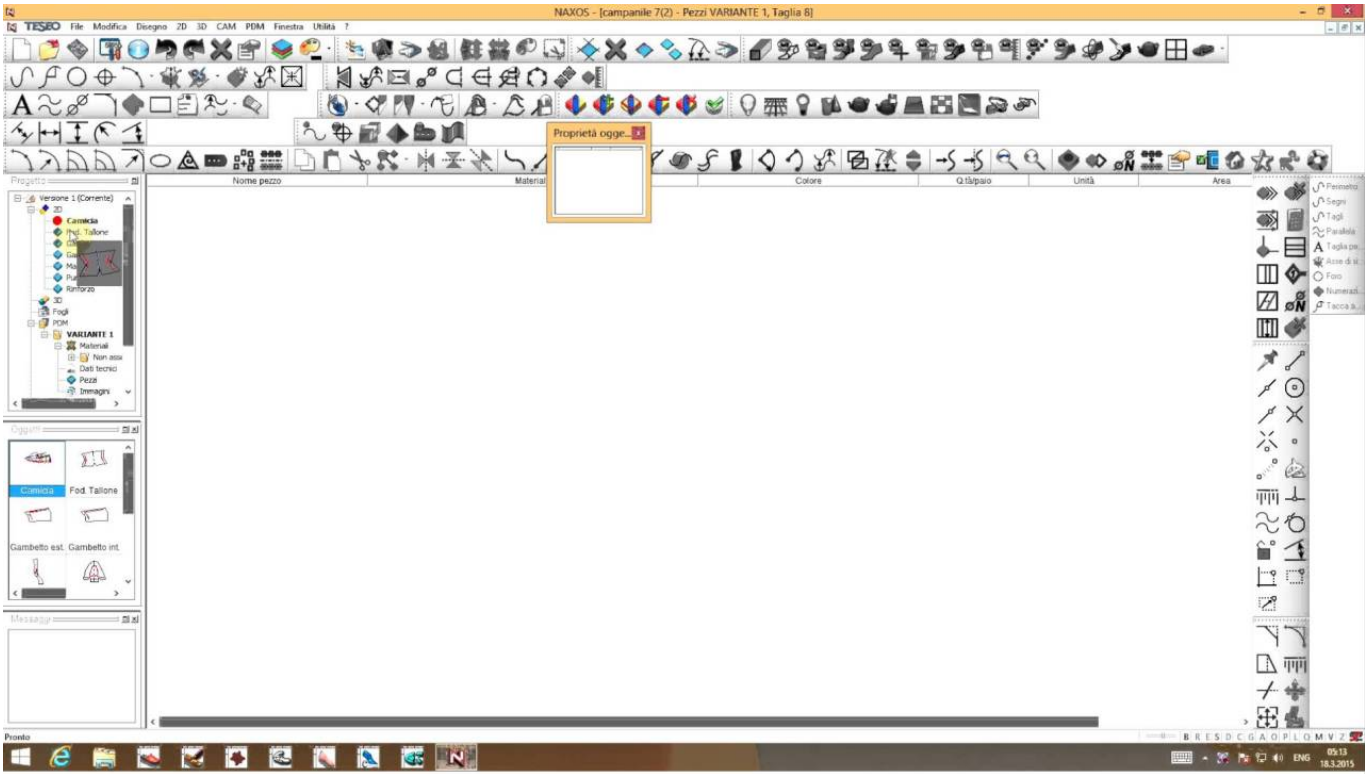 NAXOS - [campanile 7(2) - Pezzi VARIANTE 1, Taglia 8]
TESEO File Modifica Disegno 2D 3D CAM PDM Finestra Utilità ?
Proprietà ogge...
Progetto
Nome pezzo Material Colore Q.tà/paio Unità Area
Versione 1 (Corrente)
2D
Camicia
Fod. Tallone
Rinforzo
3D
Fogli
PDM
VARIANTE 1
Materiali
Non asse
Dati tecnici
Pezzi
Immagini
Perimetro
Segni
Tagli
Parallela
Taglia pe...
Asse di si...
Foro
Numerazi...
Tacca a...
Oggetti
Camicia Fod. Tallone
Gambetto est. Gambetto int.
Messaggi
Pronto
B R E S D C G A O P L Q M V Z
ENG 05:13
18.3.2015